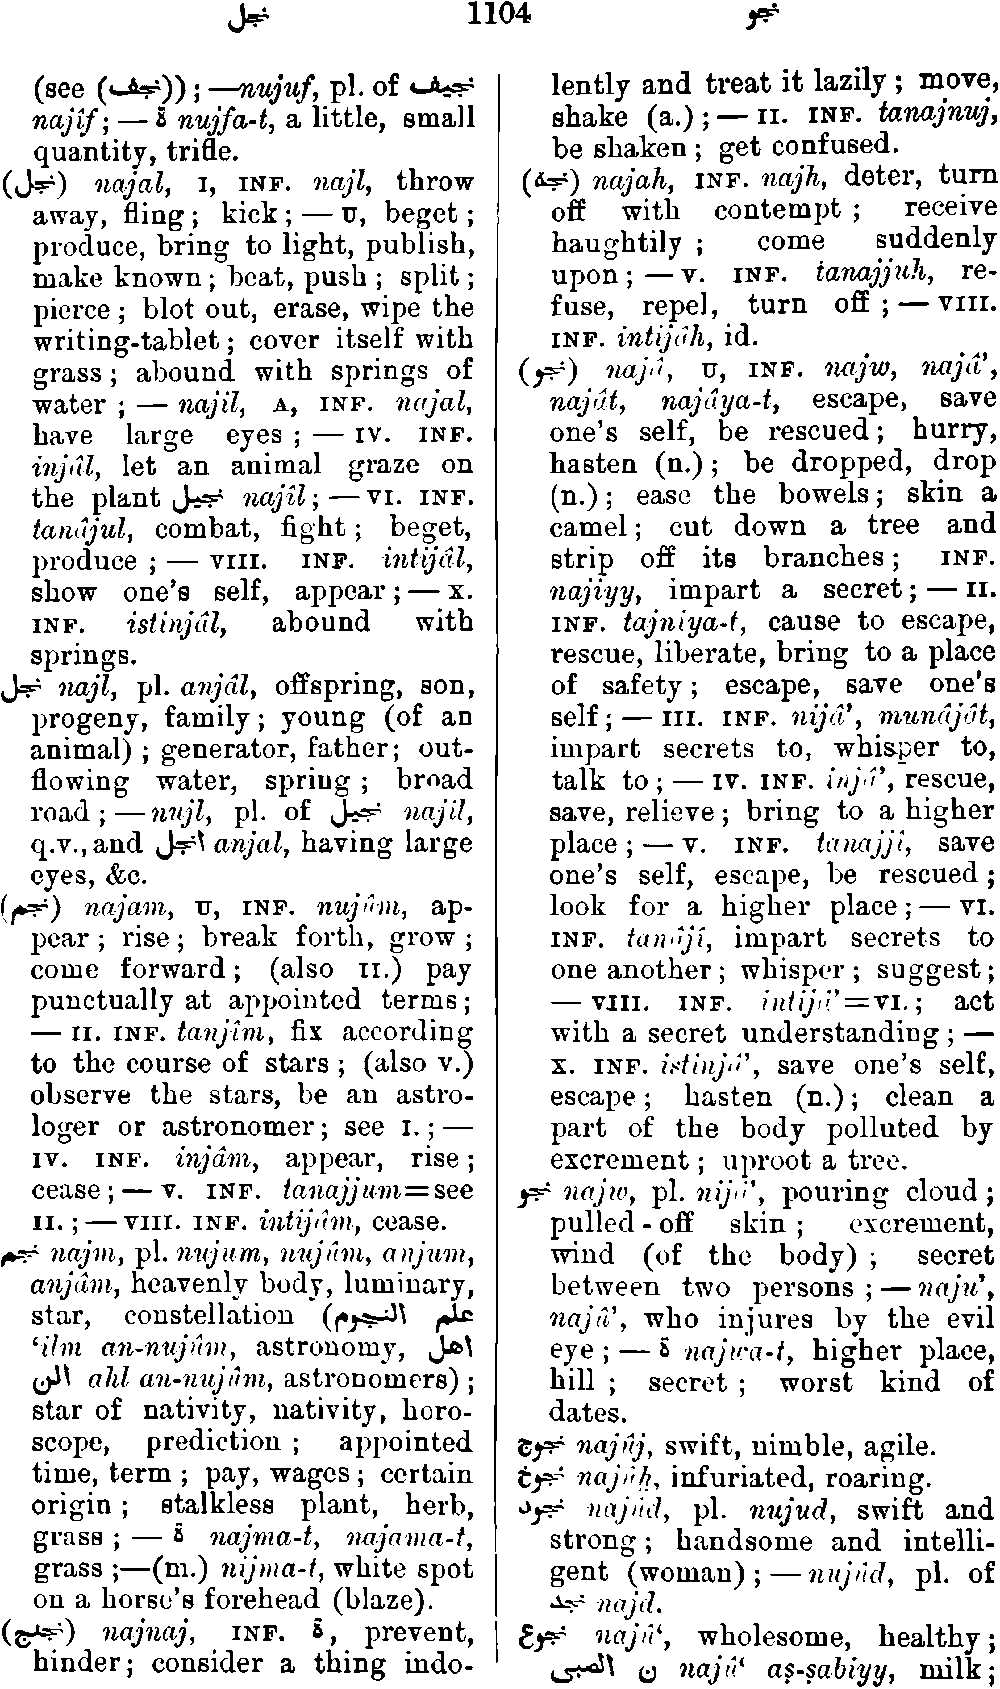 نجل 1104 نجو
(see (نجف)); —nujuf, pl. of نجيف
najîf; — ة nujfa-t, a little, small
quantity, trifle.
(نجل) najal, I, INF. najl, throw
away, fling; kick; — U, beget;
produce, bring to light, publish,
make known; beat, push; split;
pierce; blot out, erase, wipe the
writing-tablet; cover itself with
grass; abound with springs of
water; — najil, A, INF. najal,
have large eyes; — IV. INF.
injâl, let an animal graze on
the plant نجيل najîl; — VI. INF.
tanâjul, combat, fight; beget,
produce; — VIII. INF. intijâl,
show one's self, appear; — X.
INF. istinjâl, abound with
springs.
نجل najl, pl. anjâl, offspring, son,
progeny, family; young (of an
animal); generator, father; out-
flowing water, spring; broad
road; — nujl, pl. of نجيل najîl,
q.v., and انجل anjal, having large
eyes, &c.
(نجم) najam, U, INF. nujûm, ap-
pear; rise; break forth, grow;
come forward; (also II.) pay
punctually at appointed terms;
— II. INF. tanjîm, fix according
to the course of stars; (also V.)
observe the stars, be an astro-
loger or astronomer; see I.; —
IV. INF. injâm, appear, rise;
cease; — V. INF. tanajjum=see
II.; — VIII. INF. intijâm, cease.
نجم najm, pl. nujum, nujûm, anjum,
anjâm, heavenly body, luminary,
star, constellation (علم النجوم
‘ilm an-nujûm, astronomy, اهل
الن ahl an-nujûm, astronomers);
star of nativity, nativity, horo-
scope, prediction; appointed
time, term; pay, wages; certain
origin; stalkless plant, herb,
grass; — ة najma-t, najama-t,
grass;—(m.) nijma-t, white spot
on a horse's forehead (blaze).
(نجنج) najnaj, INF. ة, prevent,
hinder; consider a thing indo-
lently and treat it lazily; move,
shake (a.); — II. INF. tanajnuj,
be shaken; get confused.
(نجه) najah, INF. najh, deter, turn
off with contempt; receive
haughtily; come suddenly
upon; — V. INF. tanajjuh, re-
fuse, repel, turn off; — VIII.
INF. intijâh, id.
(نجو) najâ, U, INF. najw, najâ’,
najât, najâya-t, escape, save
one's self, be rescued; hurry,
hasten (n.); be dropped, drop
(n.); ease the bowels; skin a
camel; cut down a tree and
strip off its branches; INF.
najiyy, impart a secret; — II.
INF. tajniya-t, cause to escape,
rescue, liberate, bring to a place
of safety; escape, save one's
self; — III. INF. nijâ’, munâjât,
impart secrets to, whisper to,
talk to; — IV. INF. injâ’, rescue,
save, relieve; bring to a higher
place; — V. INF. tanajjî, save
one's self, escape, be rescued;
look for a higher place; — VI.
INF. tanâjî, impart secrets to
one another; whisper; suggest;
— VIII. INF. intijâ’=VI.; act
with a secret understanding; —
X. INF. istinjâ’, save one's self,
escape; hasten (n.); clean a
part of the body polluted by
excrement; uproot a tree.
نجو najw, pl. nijâ’, pouring cloud;
pulled-off skin; excrement,
wind (of the body); secret
between two persons; — naju’,
najû’, who injures by the evil
eye; — ة najwa-t, higher place,
hill; secret; worst kind of
dates.
نجوج najûj, swift, nimble, agile.
نجوخ najûḫ, infuriated, roaring.
نجود najûd, pl. nujud, swift and
strong; handsome and intelli-
gent (woman); — nujûd, pl. of
نجد najd.
نجوع najû‘, wholesome, healthy;
ن الصبى najû‘ aṣ-ṣabiyy, milk;